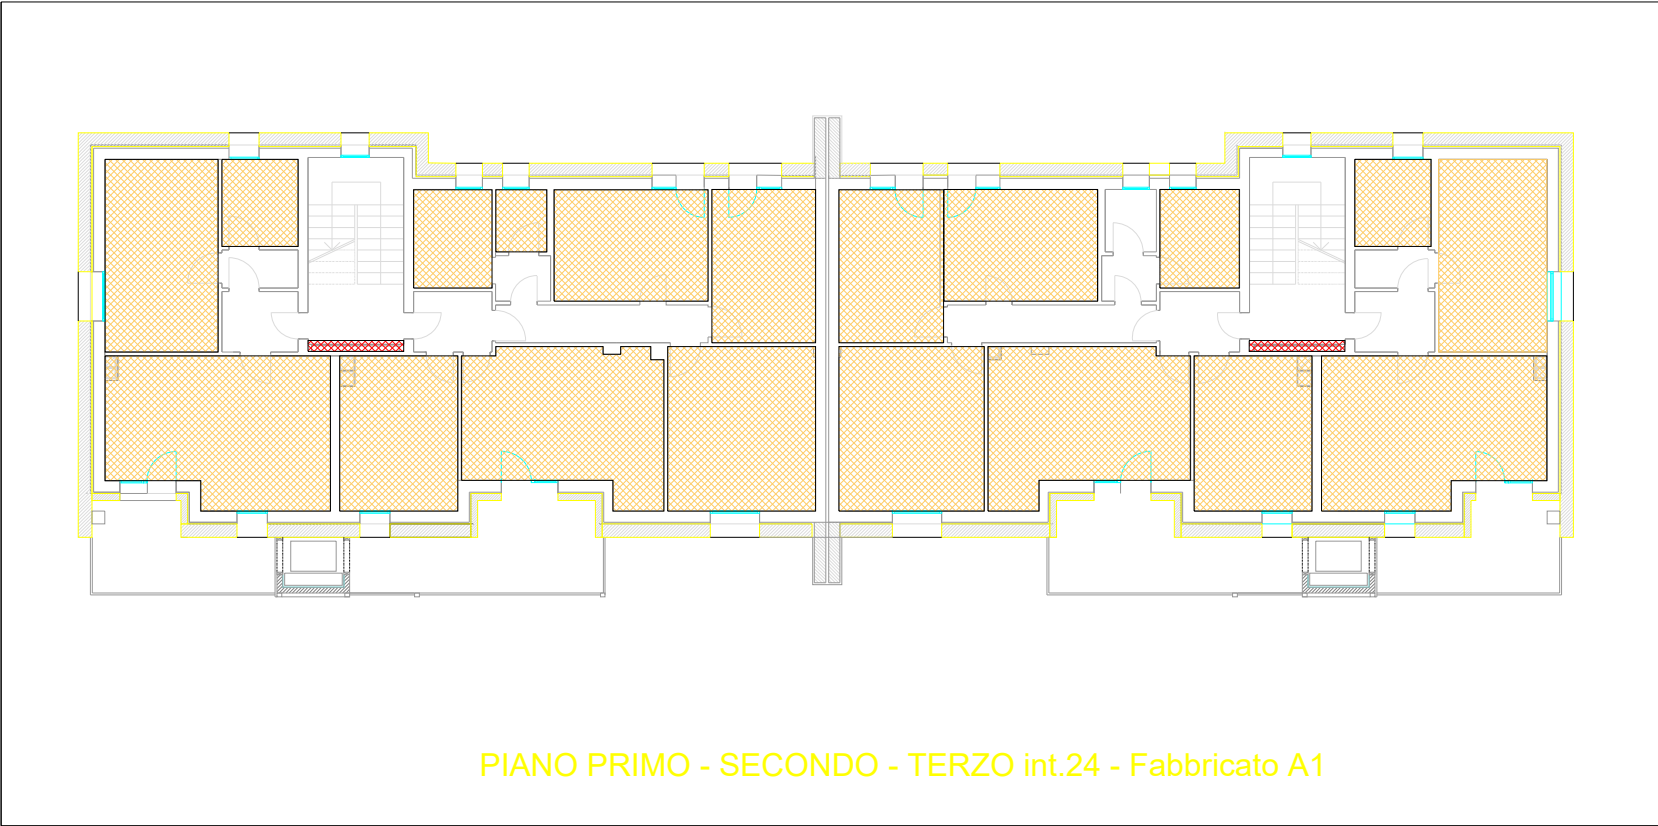 PIANO PRIMO - SECONDO - TERZO int.24 - Fabbricato A1